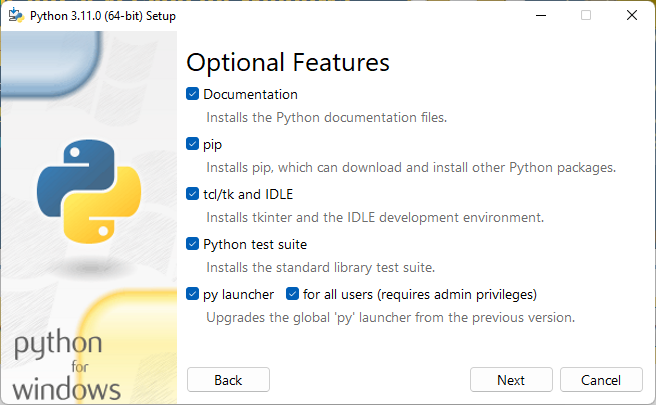 Python 3.11.0 (64-bit) Setup
Optional Features
Documentation
Installs the Python documentation files.
pip
Installs pip, which can download and install other Python packages.
tcl/tk and IDLE
Installs tkinter and the IDLE development environment.
Python test suite
Installs the standard library test suite.
py launcher for all users (requires admin privileges)
Upgrades the global 'py' launcher from the previous version.
python
for
windows
Back Next Cancel